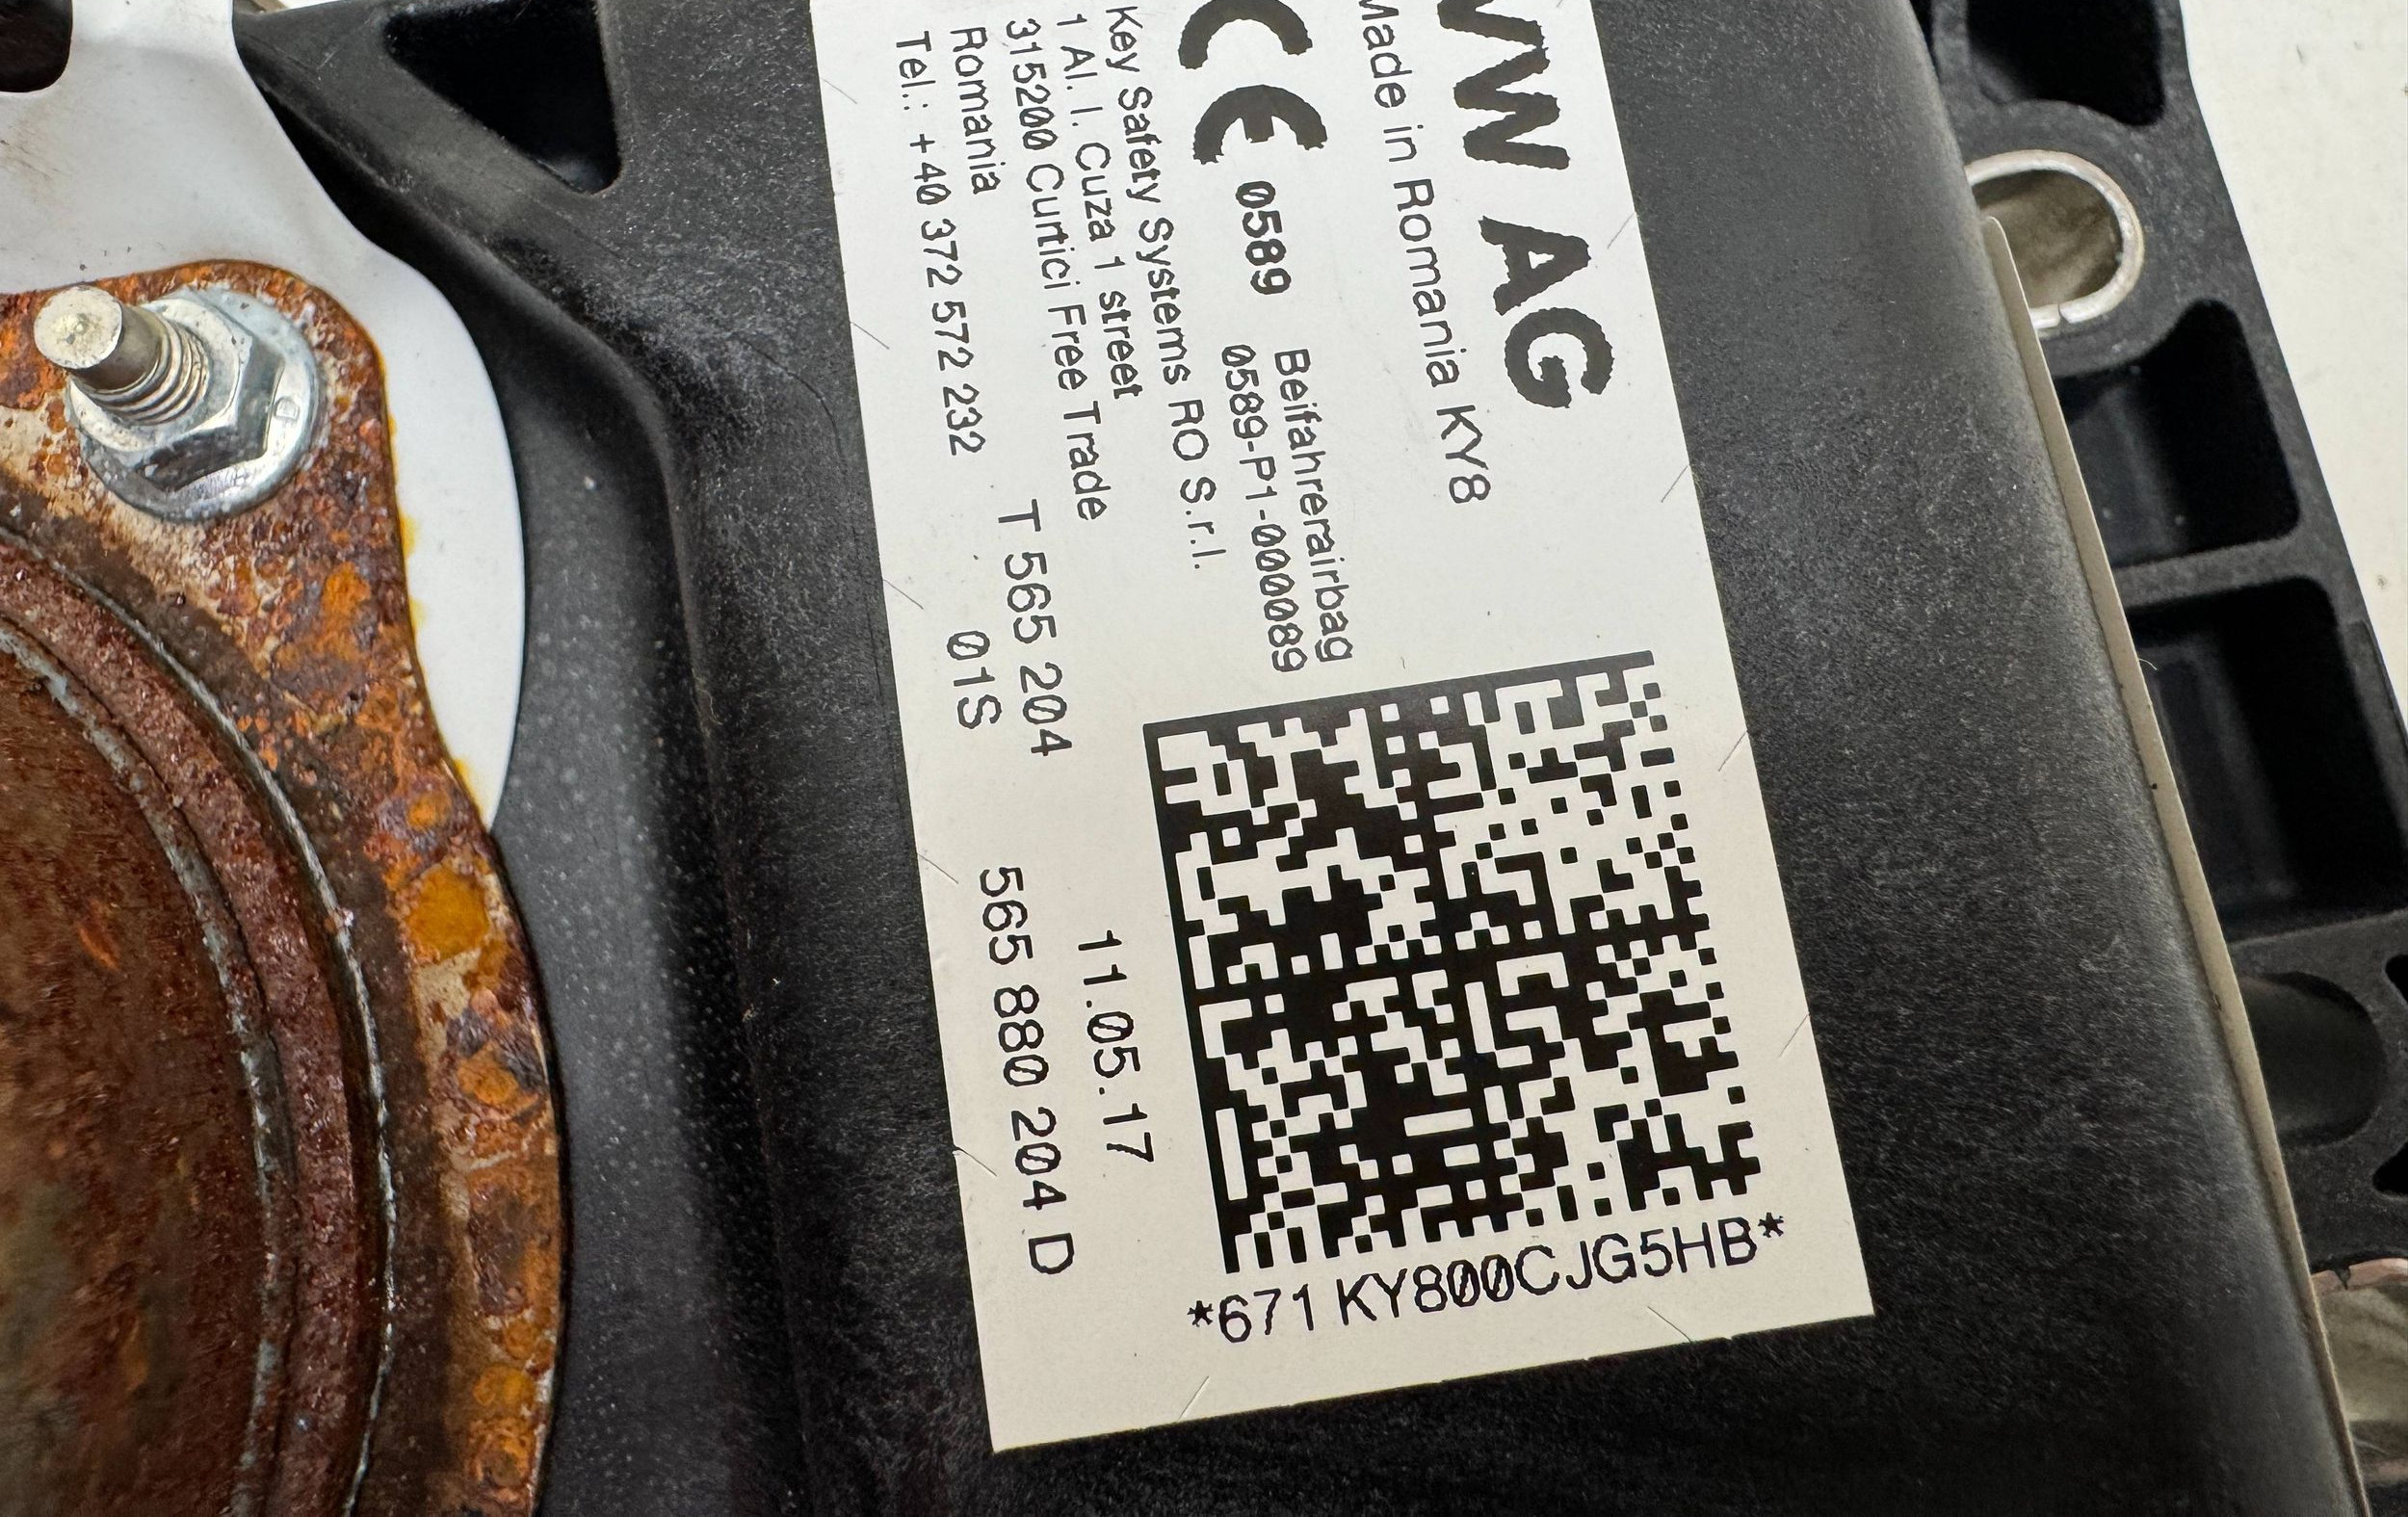 VW AG
Made in Romania KY8
CE 0589
Beifahrerairbag
0589-P1-000089
Key Safety Systems RO S.r.l.
1 Al. I. Cuza 1 street
315200 Curtici Free Trade
Romania
Tel.: +40 372 572 232
T 565 204
01S
11.05.17
565 880 204 D
*671 KY800CJG5HB*
D